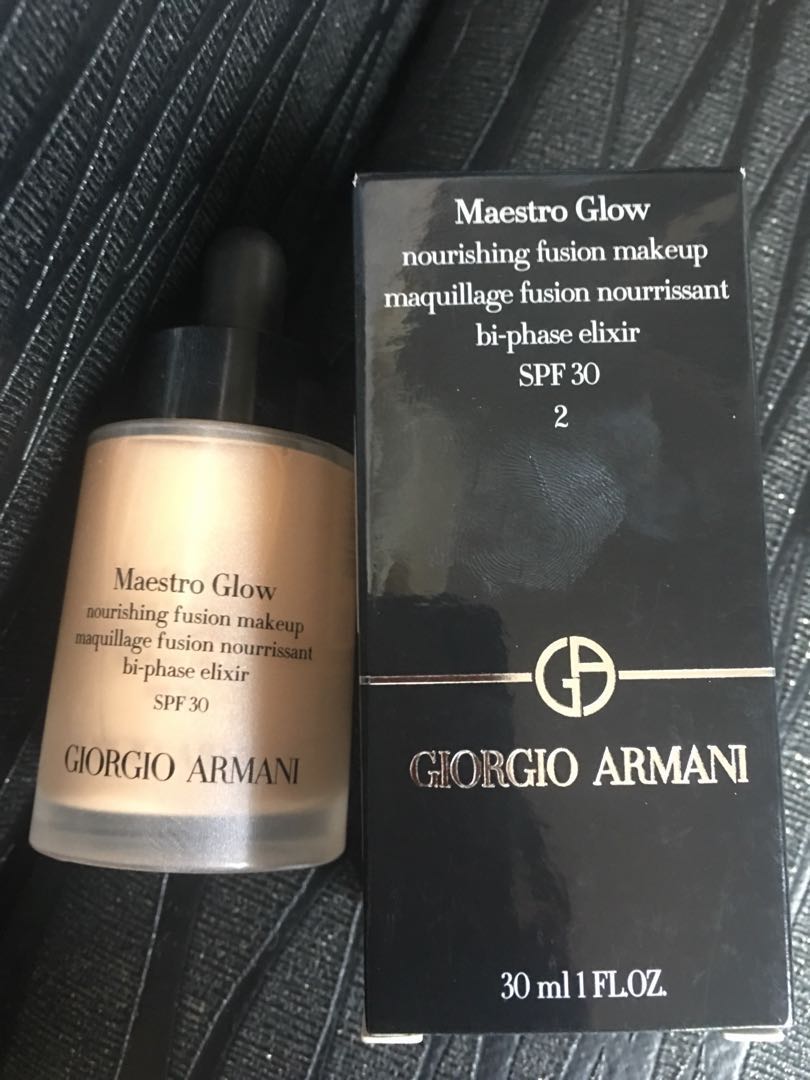 Maestro Glow
nourishing fusion makeup
maquillage fusion nourrissant
bi-phase elixir
SPF 30
GIORGIO ARMANI
Maestro Glow
nourishing fusion makeup
maquillage fusion nourrissant
bi-phase elixir
SPF 30
2
GA
GIORGIO ARMANI
30 ml 1 FL.OZ.